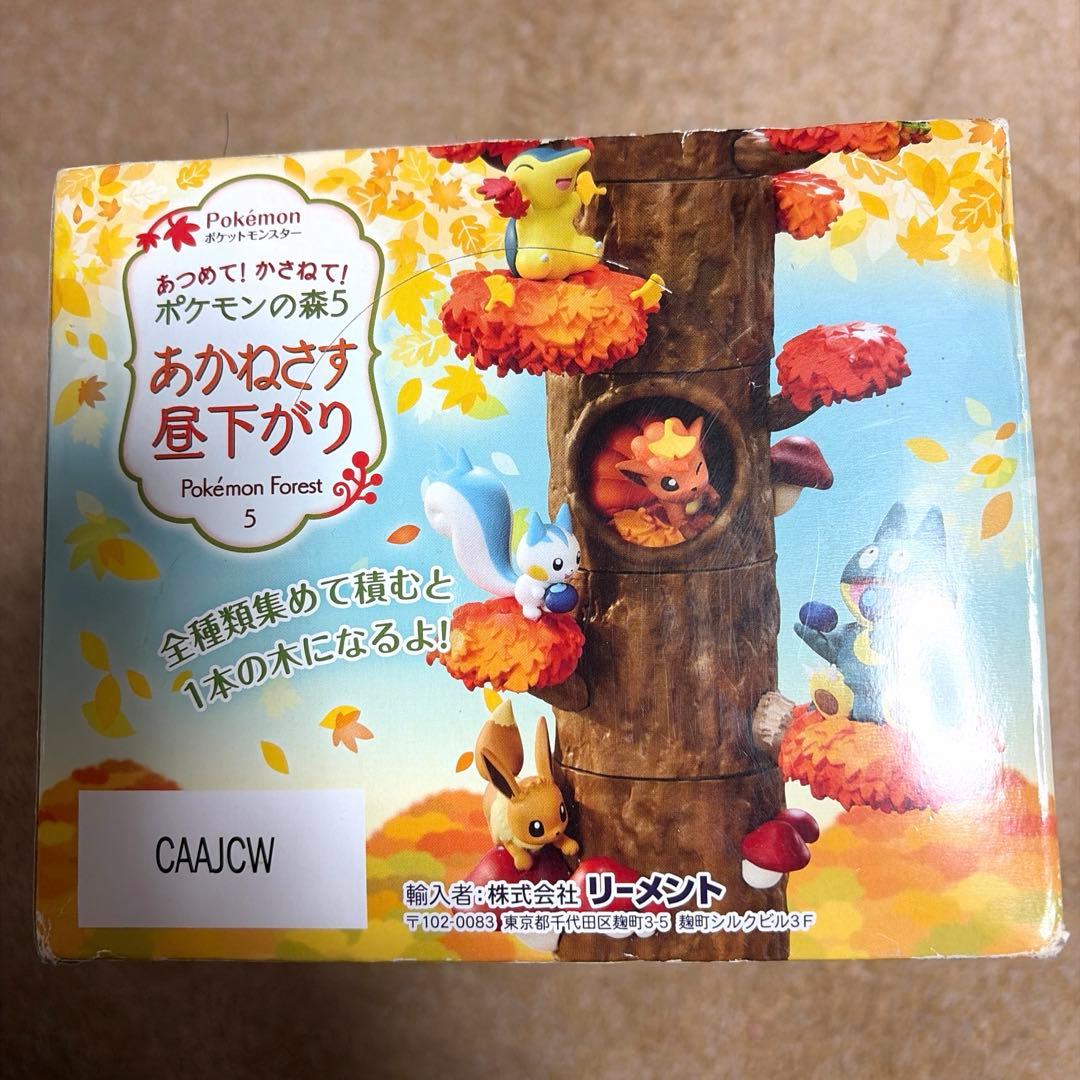 Pokémon
ポケットモンスター
あつめて!かさねて!
ポケモンの森5
あかねさす
昼下がり
Pokémon Forest
5
全種類集めて積むと
1本の木になるよ!
CAAJCW
輸入者:株式会社 リーメント
〒102-0083 東京都千代田区麹町3-5 麹町シルクビル3F